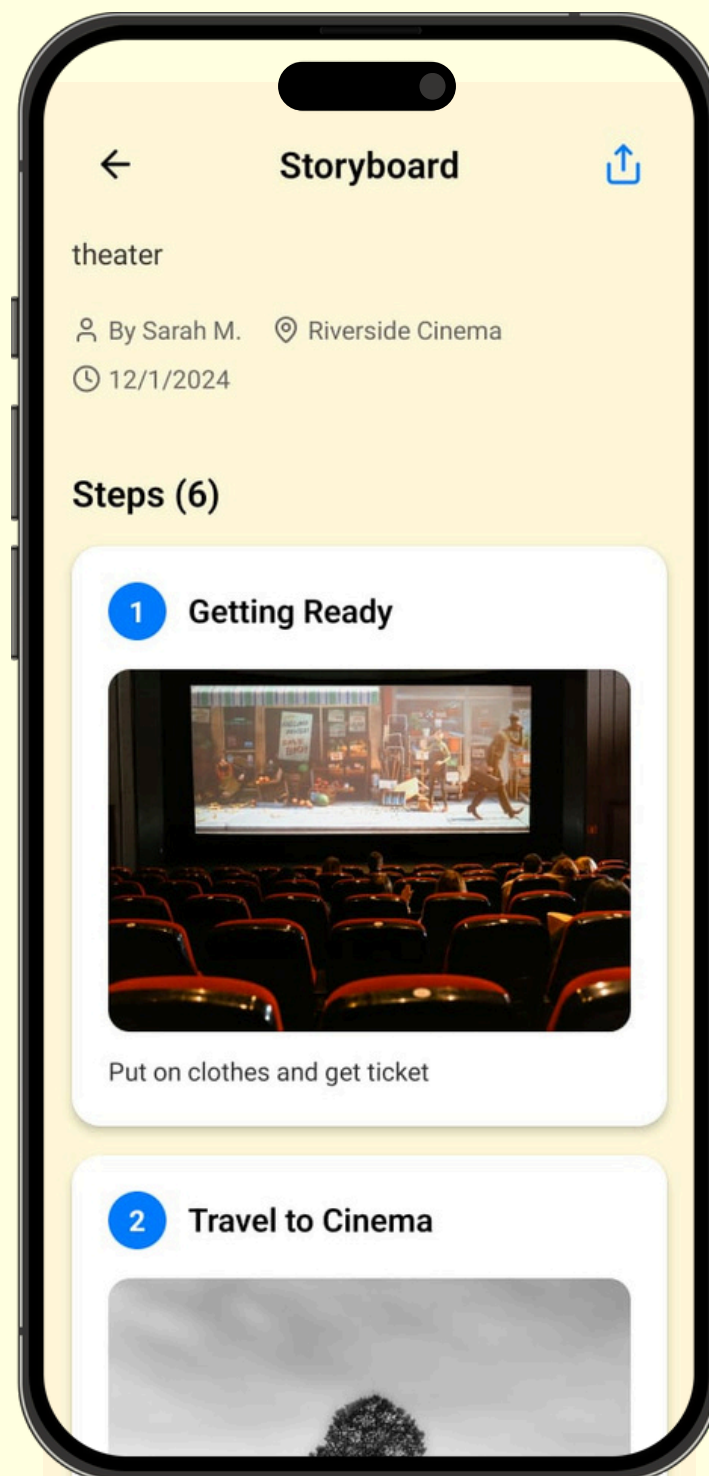 Storyboard
theater
By Sarah M. Riverside Cinema
12/1/2024
Steps (6)
1 Getting Ready
Put on clothes and get ticket
2 Travel to Cinema